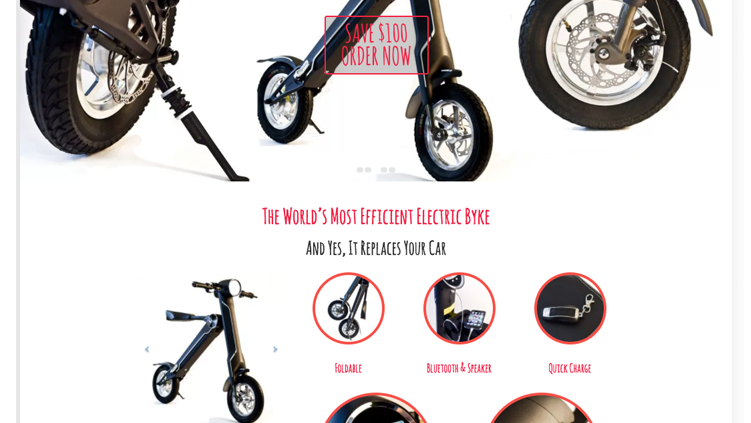 SAVE $100
ORDER NOW
The World's Most Efficient Electric Byke
And Yes, It Replaces Your Car
Foldable
Bluetooth & Speaker
Quick Charge